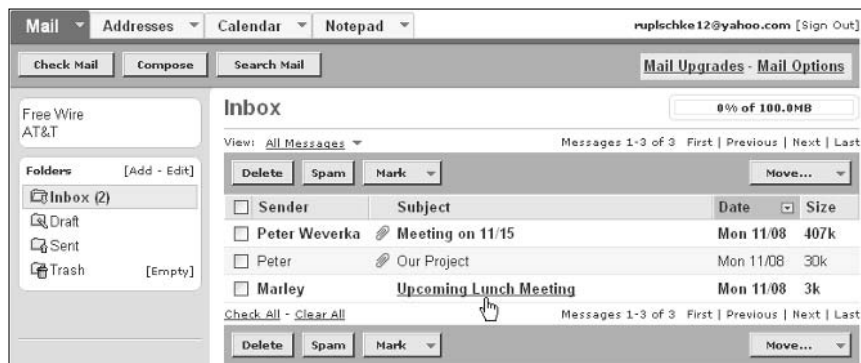 Mail Addresses Calendar Notepad ruplschke12@yahoo.com [Sign Out]
Check Mail Compose Search Mail Mail Upgrades - Mail Options
Free Wire
AT&T
Folders [Add - Edit]
Inbox (2)
Draft
Sent
Trash [Empty]
Inbox 0% of 100.0MB
View: All Messages Messages 1-3 of 3 First | Previous | Next | Last
Delete Spam Mark Move...
Sender Subject Date Size
Peter Weverka Meeting on 11/15 Mon 11/08 407k
Peter Our Project Mon 11/08 30k
Marley Upcoming Lunch Meeting Mon 11/08 3k
Check All - Clear All Messages 1-3 of 3 First | Previous | Next | Last
Delete Spam Mark Move...